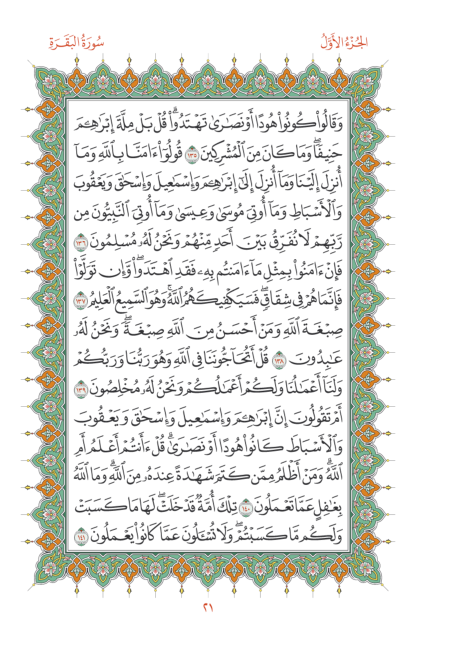 الجُزْءُ الأَوَّلُ
سُورَةُ البَقَرَةِ
وَقَالُوا۟ كُونُوا۟ هُودًا أَوْ نَصَـٰرَىٰ تَهْتَدُوا۟ ۗ قُلْ بَلْ مِلَّةَ إِبْرَٰهِـۧمَ
حَنِيفًا ۖ وَمَا كَانَ مِنَ ٱلْمُشْرِكِينَ ١٣٥ قُولُوٓا۟ ءَامَنَّا بِٱللَّهِ وَمَآ
أُنزِلَ إِلَيْنَا وَمَآ أُنزِلَ إِلَىٰٓ إِبْرَٰهِـۧمَ وَإِسْمَـٰعِيلَ وَإِسْحَـٰقَ وَيَعْقُوبَ
وَٱلْأَسْبَاطِ وَمَآ أُوتِىَ مُوسَىٰ وَعِيسَىٰ وَمَآ أُوتِىَ ٱلنَّبِيُّونَ مِن
رَّبِّهِمْ لَا نُفَرِّقُ بَيْنَ أَحَدٍ مِّنْهُمْ وَنَحْنُ لَهُۥ مُسْلِمُونَ ١٣٦
فَإِنْ ءَامَنُوا۟ بِمِثْلِ مَآ ءَامَنتُم بِهِۦ فَقَدِ ٱهْتَدَوا۟ ۖ وَّإِن تَوَلَّوْا۟
فَإِنَّمَا هُمْ فِى شِقَاقٍ ۖ فَسَيَكْفِيكَهُمُ ٱللَّهُ ۚ وَهُوَ ٱلسَّمِيعُ ٱلْعَلِيمُ ١٣٧
صِبْغَةَ ٱللَّهِ ۖ وَمَنْ أَحْسَنُ مِنَ ٱللَّهِ صِبْغَةً ۖ وَنَحْنُ لَهُۥ
عَـٰبِدُونَ ١٣٨ قُلْ أَتُحَآجُّونَنَا فِى ٱللَّهِ وَهُوَ رَبُّنَا وَرَبُّكُمْ
وَلَنَآ أَعْمَـٰلُنَا وَلَكُمْ أَعْمَـٰلُكُمْ وَنَحْنُ لَهُۥ مُخْلِصُونَ ١٣٩
أَمْ تَقُولُونَ إِنَّ إِبْرَٰهِـۧمَ وَإِسْمَـٰعِيلَ وَإِسْحَـٰقَ وَيَعْقُوبَ
وَٱلْأَسْبَاطَ كَانُوا۟ هُودًا أَوْ نَصَـٰرَىٰ ۗ قُلْ ءَأَنتُمْ أَعْلَمُ أَمِ
ٱللَّهُ ۗ وَمَنْ أَظْلَمُ مِمَّن كَتَمَ شَهَـٰدَةً عِندَهُۥ مِنَ ٱللَّهِ ۗ وَمَا ٱللَّهُ
بِغَـٰفِلٍ عَمَّا تَعْمَلُونَ ١٤٠ تِلْكَ أُمَّةٌ قَدْ خَلَتْ ۖ لَهَا مَا كَسَبَتْ
وَلَكُم مَّا كَسَبْتُمْ ۖ وَلَا تُسْـَٔلُونَ عَمَّا كَانُوا۟ يَعْمَلُونَ ١٤١
٢١